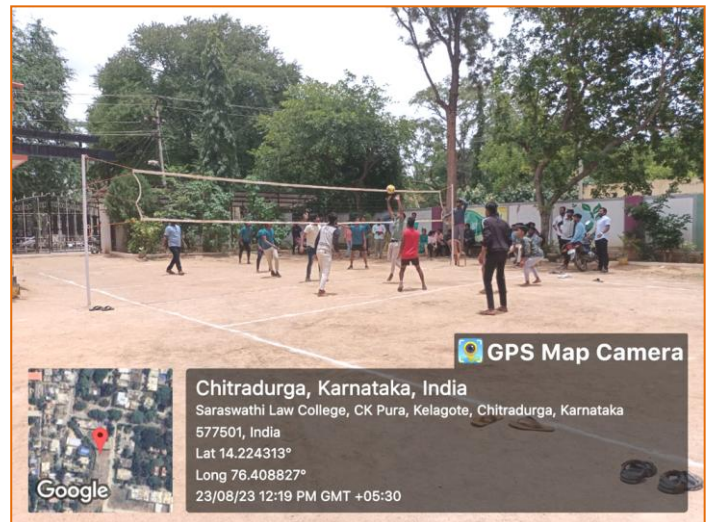 GPS Map Camera
Chitradurga, Karnataka, India
Saraswathi Law College, CK Pura, Kelagote, Chitradurga, Karnataka
577501, India
Lat 14.224313°
Long 76.408827°
23/08/23 12:19 PM GMT +05:30
Google